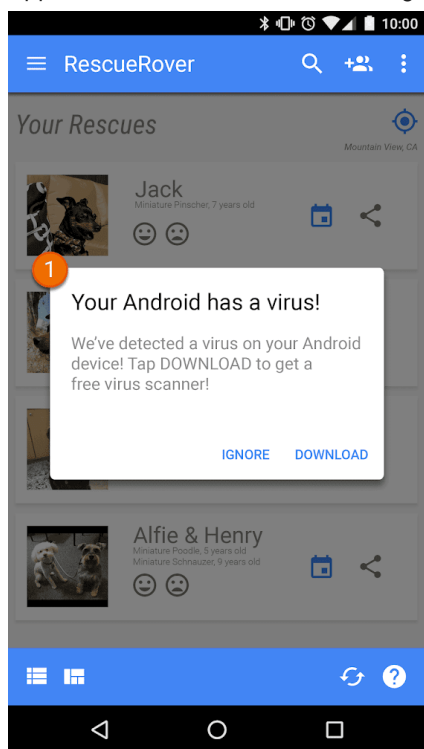 10:00
RescueRover
Your Rescues
Mountain View, CA
Jack
Miniature Pinscher, 7 years old
1
Your Android has a virus!
We've detected a virus on your Android
device! Tap DOWNLOAD to get a
free virus scanner!
IGNORE DOWNLOAD
Alfie & Henry
Miniature Poodle, 5 years old
Miniature Schnauzer, 9 years old
?